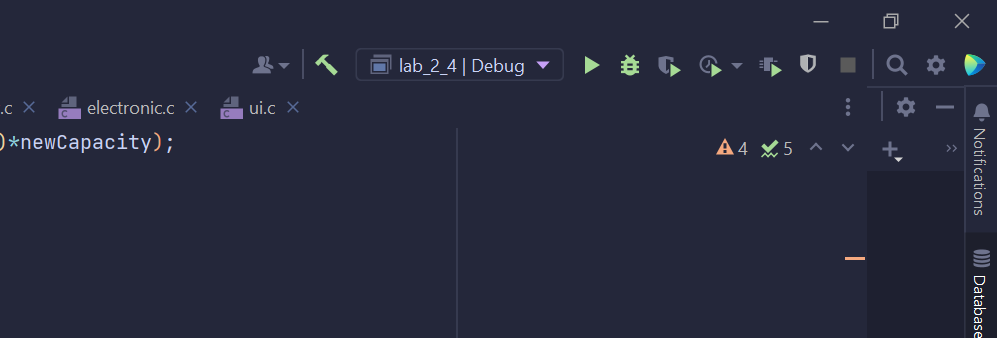 lab_2_4 | Debug
.c
electronic.c
ui.c
)*newCapacity);
4
5
Notifications
Database